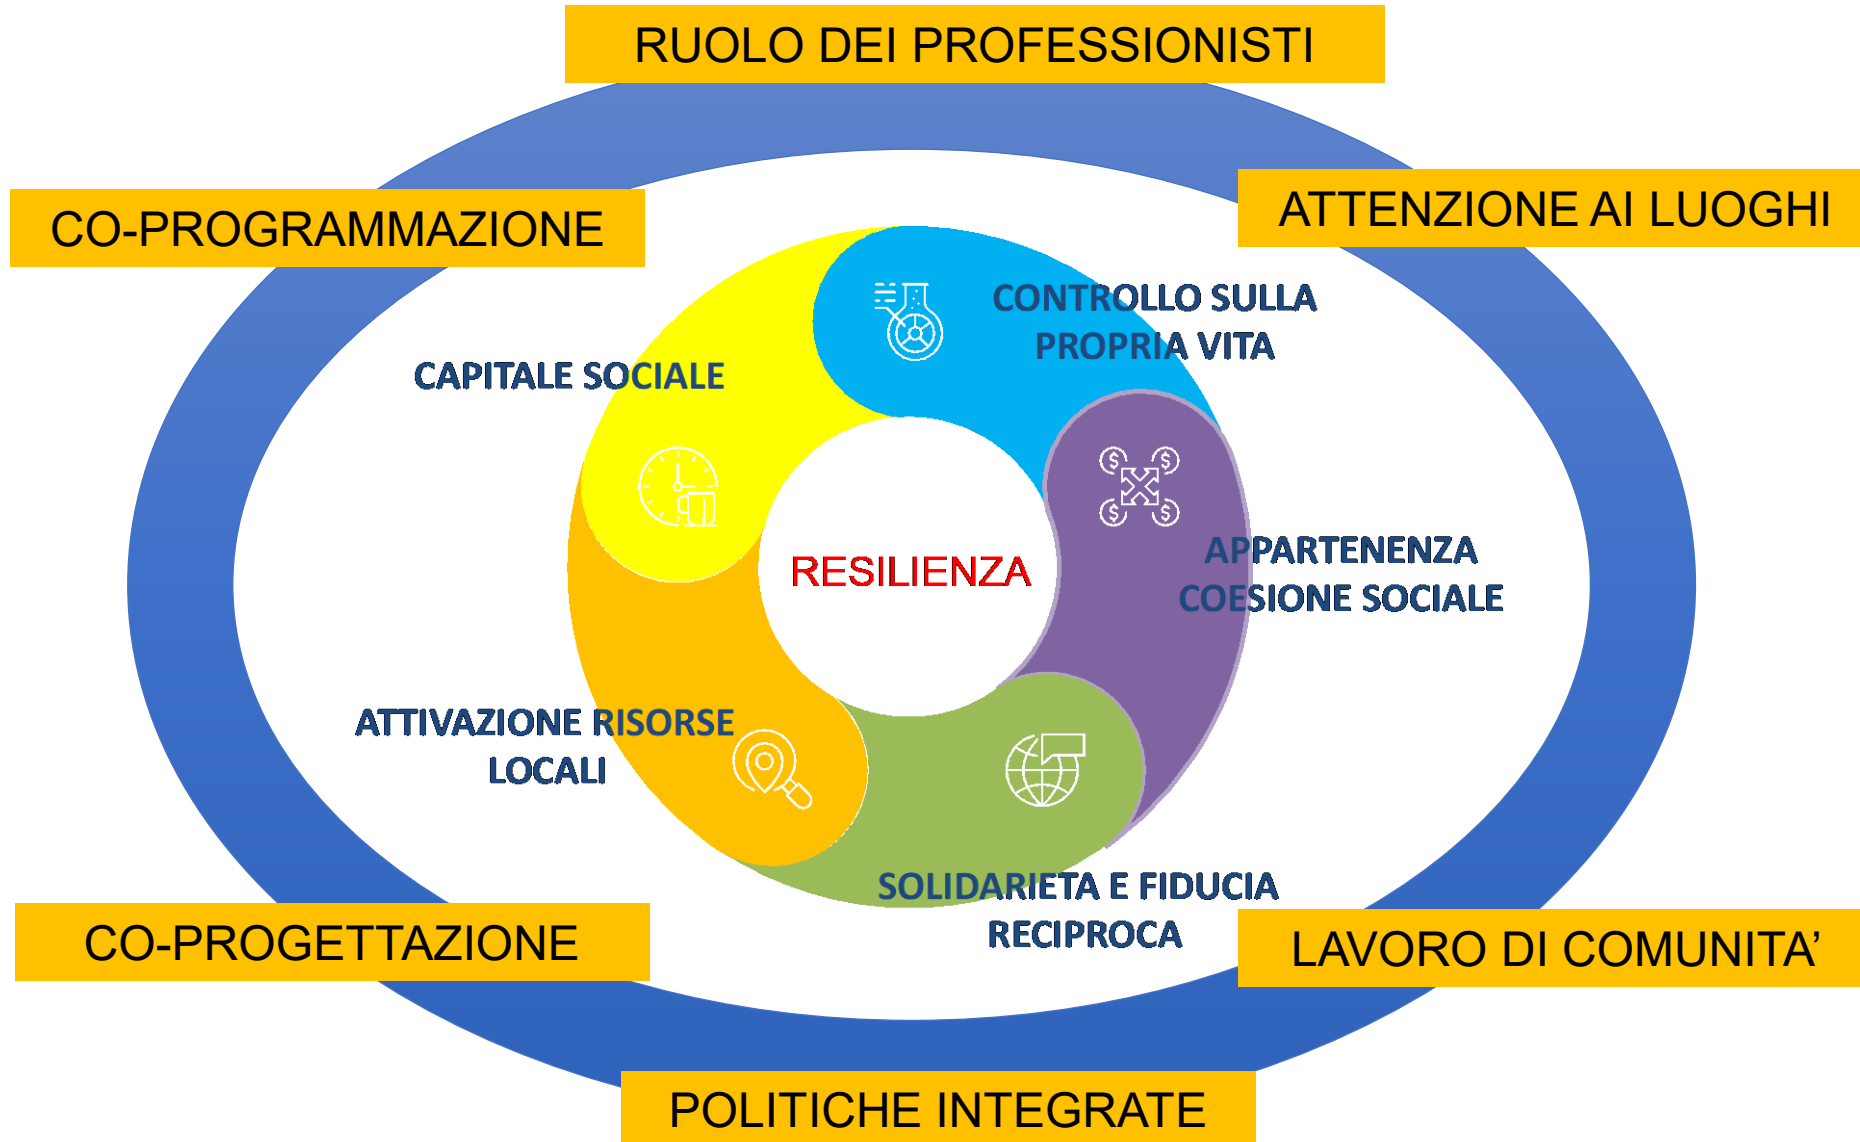 RUOLO DEI PROFESSIONISTI
CO-PROGRAMMAZIONE
ATTENZIONE AI LUOGHI
CONTROLLO SULLA
PROPRIA VITA
CAPITALE SOCIALE
APPARTENENZA
COESIONE SOCIALE
RESILIENZA
ATTIVAZIONE RISORSE
LOCALI
SOLIDARIETA E FIDUCIA
RECIPROCA
CO-PROGETTAZIONE
LAVORO DI COMUNITA’
POLITICHE INTEGRATE